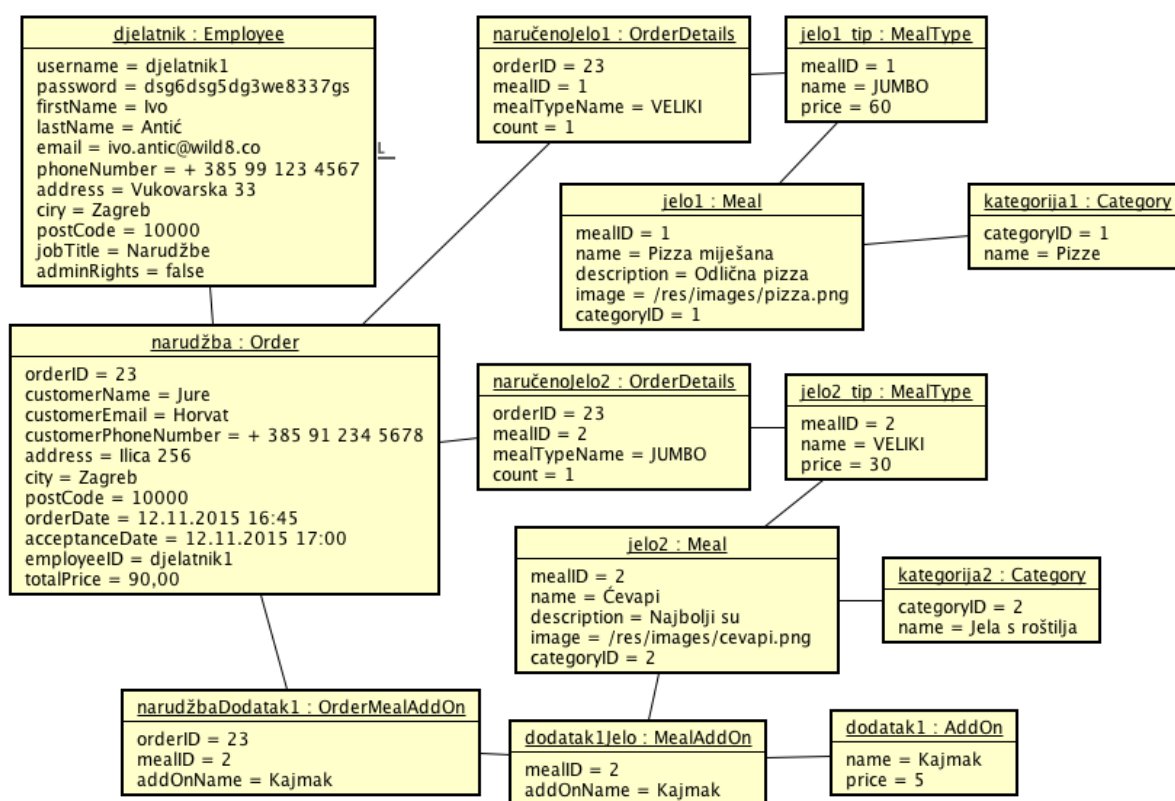 djelatnik : Employee
username = djelatnik1
password = dsg6dsg5dg3we8337gs
firstName = Ivo
lastName = Antić
email = ivo.antic@wild8.co
phoneNumber = + 385 99 123 4567
address = Vukovarska 33
ciry = Zagreb
postCode = 10000
jobTitle = Narudžbe
adminRights = false
L
naručenoJelo1 : OrderDetails
orderID = 23
mealID = 1
mealTypeName = VELIKI
count = 1
jelo1_tip : MealType
mealID = 1
name = JUMBO
price = 60
jelo1 : Meal
mealID = 1
name = Pizza miješana
description = Odlična pizza
image = /res/images/pizza.png
categoryID = 1
kategorija1 : Category
categoryID = 1
name = Pizze
narudžba : Order
orderID = 23
customerName = Jure
customerEmail = Horvat
customerPhoneNumber = + 385 91 234 5678
address = Ilica 256
city = Zagreb
postCode = 10000
orderDate = 12.11.2015 16:45
acceptanceDate = 12.11.2015 17:00
employeeID = djelatnik1
totalPrice = 90,00
naručenoJelo2 : OrderDetails
orderID = 23
mealID = 2
mealTypeName = JUMBO
count = 1
jelo2_tip : MealType
mealID = 2
name = VELIKI
price = 30
jelo2 : Meal
mealID = 2
name = Ćevapi
description = Najbolji su
image = /res/images/cevapi.png
categoryID = 2
kategorija2 : Category
categoryID = 2
name = Jela s roštilja
narudžbaDodatak1 : OrderMealAddOn
orderID = 23
mealID = 2
addOnName = Kajmak
dodatak1Jelo : MealAddOn
mealID = 2
addOnName = Kajmak
dodatak1 : AddOn
name = Kajmak
price = 5